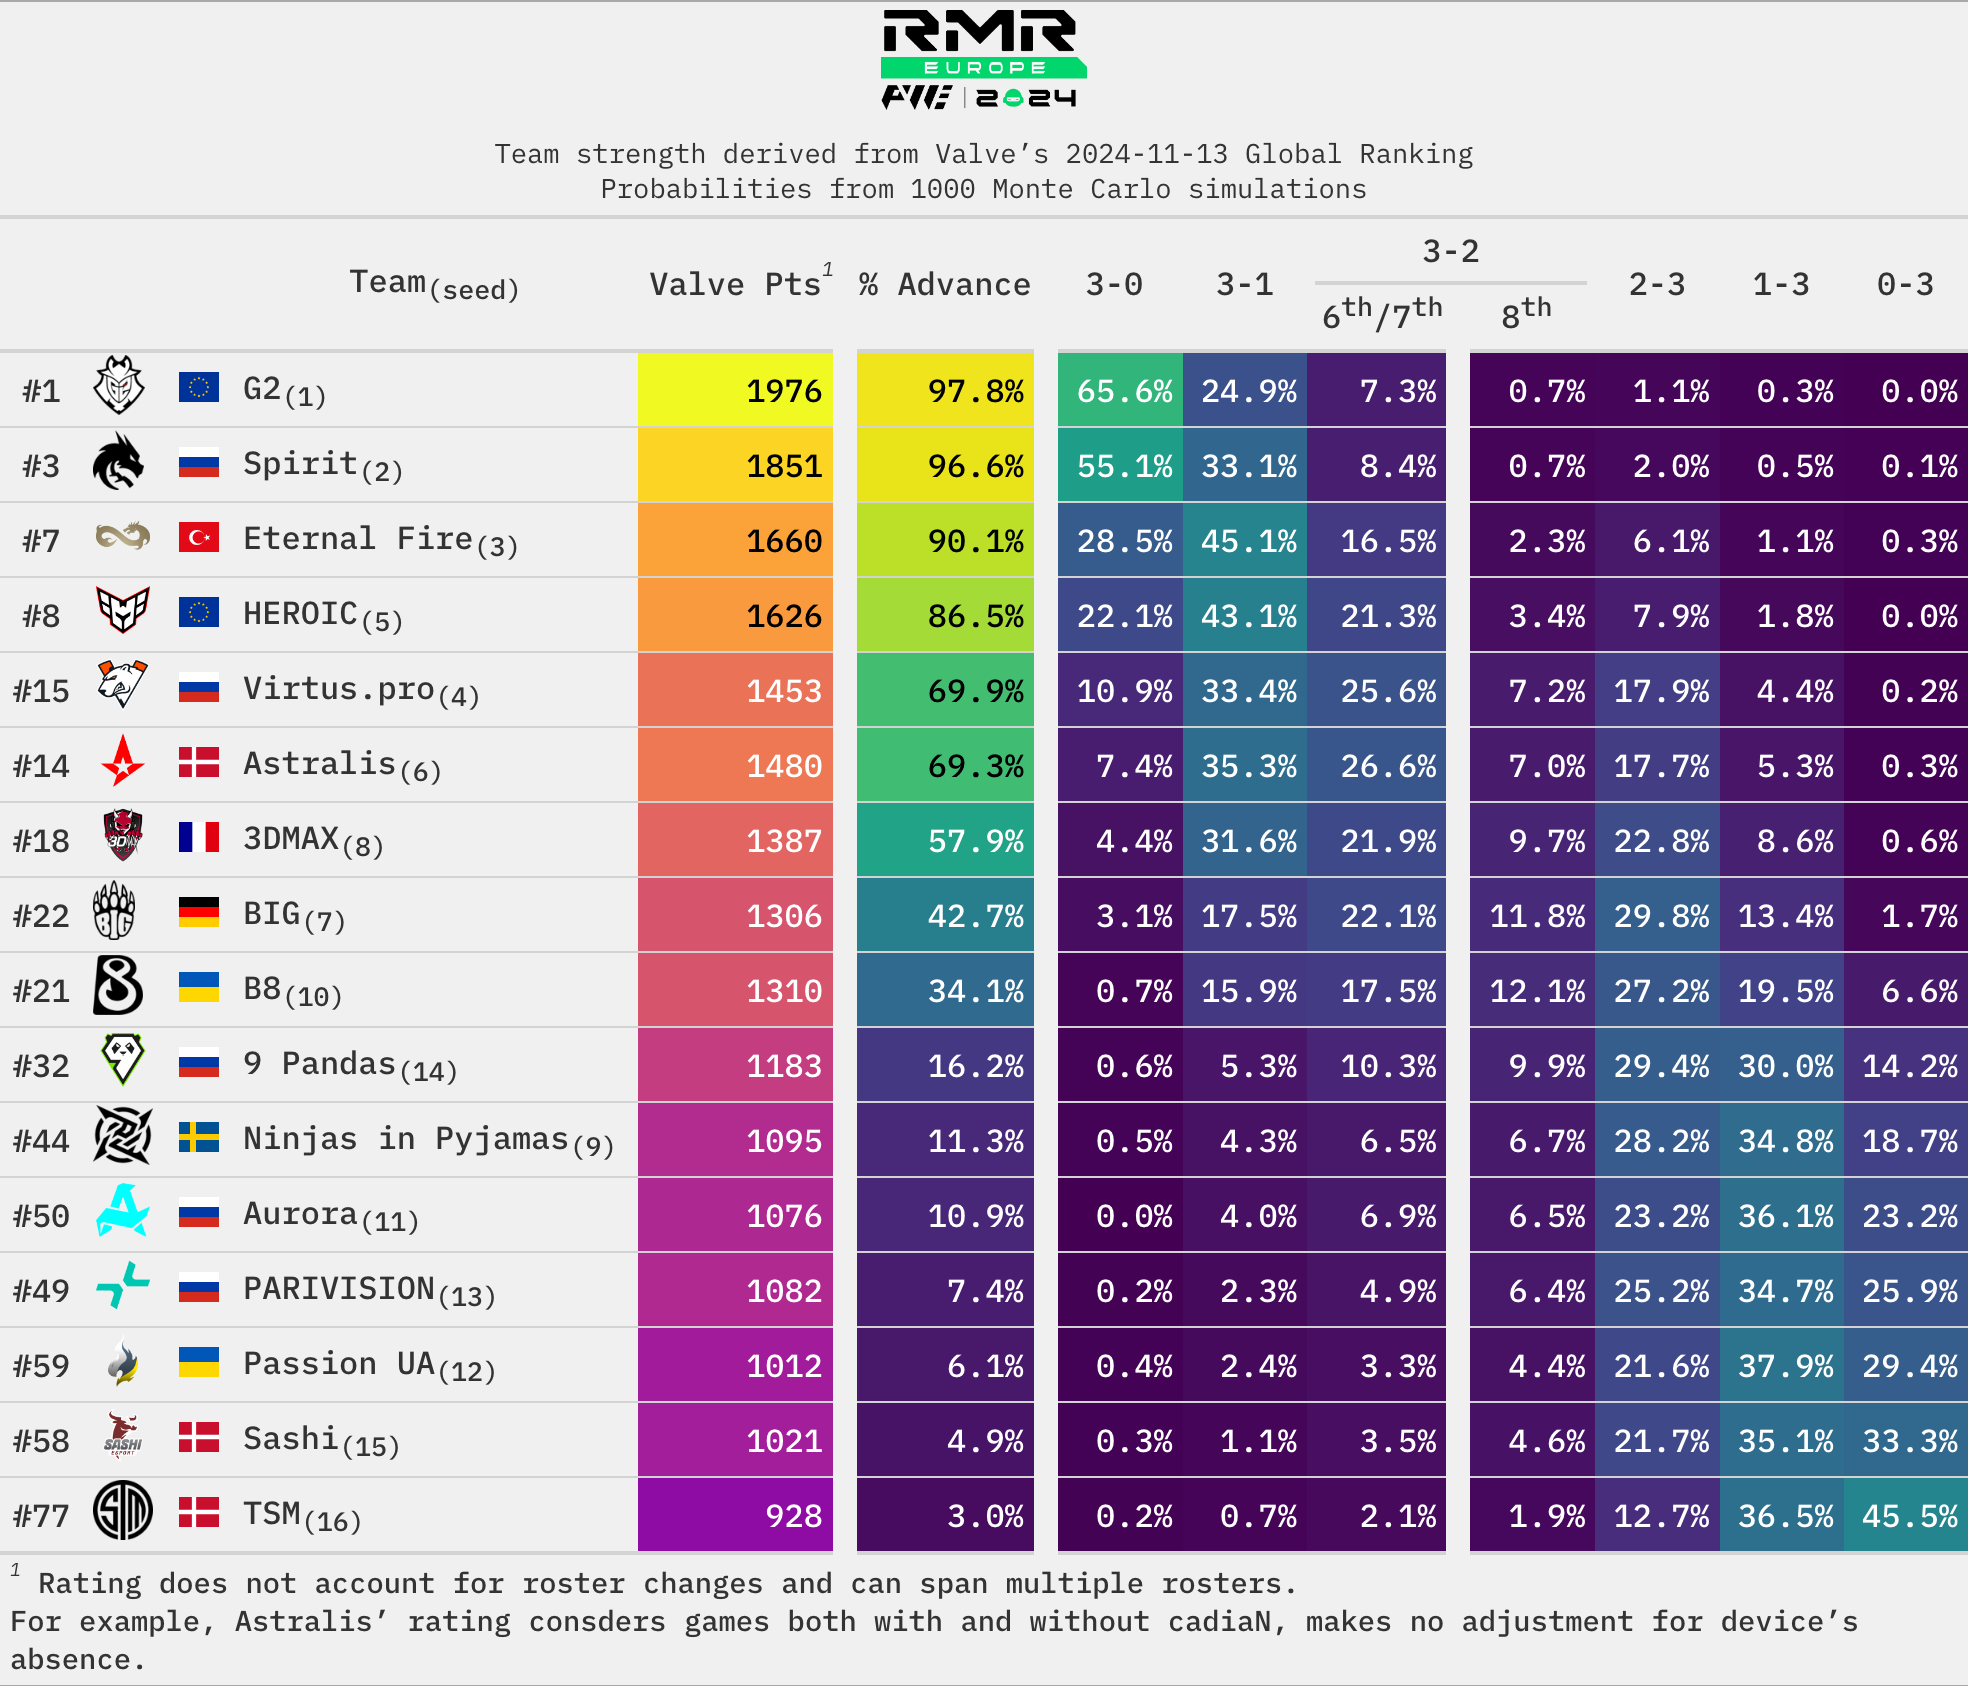 RMR
EUROPE
PWE | 2024
Team strength derived from Valve’s 2024-11-13 Global Ranking
Probabilities from 1000 Monte Carlo simulations
3-2
Team(seed) Valve Pts1 % Advance 3-0 3-1 6th/7th 8th 2-3 1-3 0-3
#1 G2(1) 1976 97.8% 65.6% 24.9% 7.3% 0.7% 1.1% 0.3% 0.0%
#3 Spirit(2) 1851 96.6% 55.1% 33.1% 8.4% 0.7% 2.0% 0.5% 0.1%
#7 Eternal Fire(3) 1660 90.1% 28.5% 45.1% 16.5% 2.3% 6.1% 1.1% 0.3%
#8 HEROIC(5) 1626 86.5% 22.1% 43.1% 21.3% 3.4% 7.9% 1.8% 0.0%
#15 Virtus.pro(4) 1453 69.9% 10.9% 33.4% 25.6% 7.2% 17.9% 4.4% 0.2%
#14 Astralis(6) 1480 69.3% 7.4% 35.3% 26.6% 7.0% 17.7% 5.3% 0.3%
#18 3DMAX 3DMAX(8) 1387 57.9% 4.4% 31.6% 21.9% 9.7% 22.8% 8.6% 0.6%
#22 BIG BIG(7) 1306 42.7% 3.1% 17.5% 22.1% 11.8% 29.8% 13.4% 1.7%
#21 B8(10) 1310 34.1% 0.7% 15.9% 17.5% 12.1% 27.2% 19.5% 6.6%
#32 9 Pandas(14) 1183 16.2% 0.6% 5.3% 10.3% 9.9% 29.4% 30.0% 14.2%
#44 Ninjas in Pyjamas(9) 1095 11.3% 0.5% 4.3% 6.5% 6.7% 28.2% 34.8% 18.7%
#50 Aurora(11) 1076 10.9% 0.0% 4.0% 6.9% 6.5% 23.2% 36.1% 23.2%
#49 PARIVISION(13) 1082 7.4% 0.2% 2.3% 4.9% 6.4% 25.2% 34.7% 25.9%
#59 Passion UA(12) 1012 6.1% 0.4% 2.4% 3.3% 4.4% 21.6% 37.9% 29.4%
#58 SASHI ESPORT Sashi(15) 1021 4.9% 0.3% 1.1% 3.5% 4.6% 21.7% 35.1% 33.3%
#77 TSM TSM(16) 928 3.0% 0.2% 0.7% 2.1% 1.9% 12.7% 36.5% 45.5%
1 Rating does not account for roster changes and can span multiple rosters.
For example, Astralis’ rating consders games both with and without cadiaN, makes no adjustment for device’s
absence.